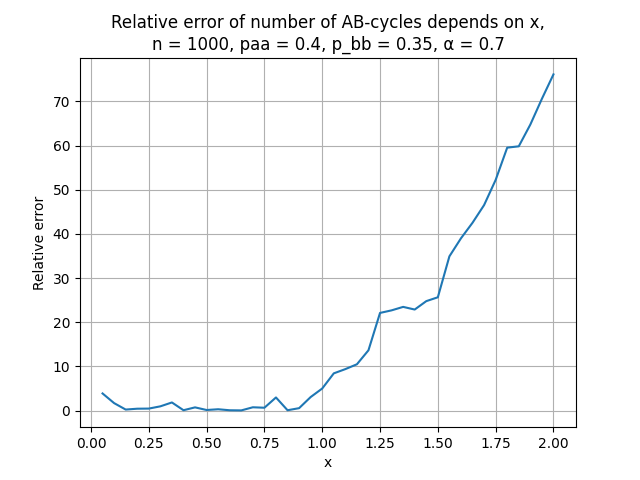 Relative error of number of AB-cycles depends on x,
n = 1000, paa = 0.4, p_bb = 0.35, α = 0.7
70
60
50
40
30
20
10
0
Relative error
0.00 0.25 0.50 0.75 1.00 1.25 1.50 1.75 2.00
x